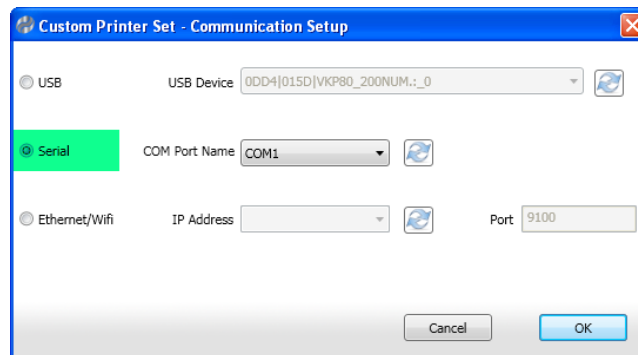 Custom Printer Set - Communication Setup
USB USB Device 0DD4|015D|VKP80_200NUM.:_0
Serial COM Port Name COM1
Ethernet/Wifi IP Address Port 9100
Cancel OK